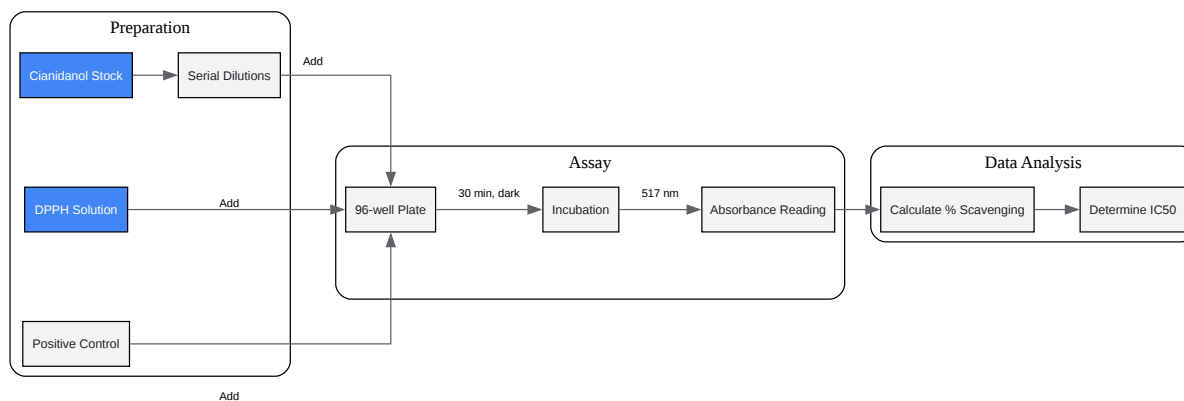 Preparation
Cianidanol Stock
Serial Dilutions
Add
DPPH Solution
Add
Positive Control
Add
Assay
96-well Plate
30 min, dark
Incubation
517 nm
Absorbance Reading
Data Analysis
Calculate % Scavenging
Determine IC50